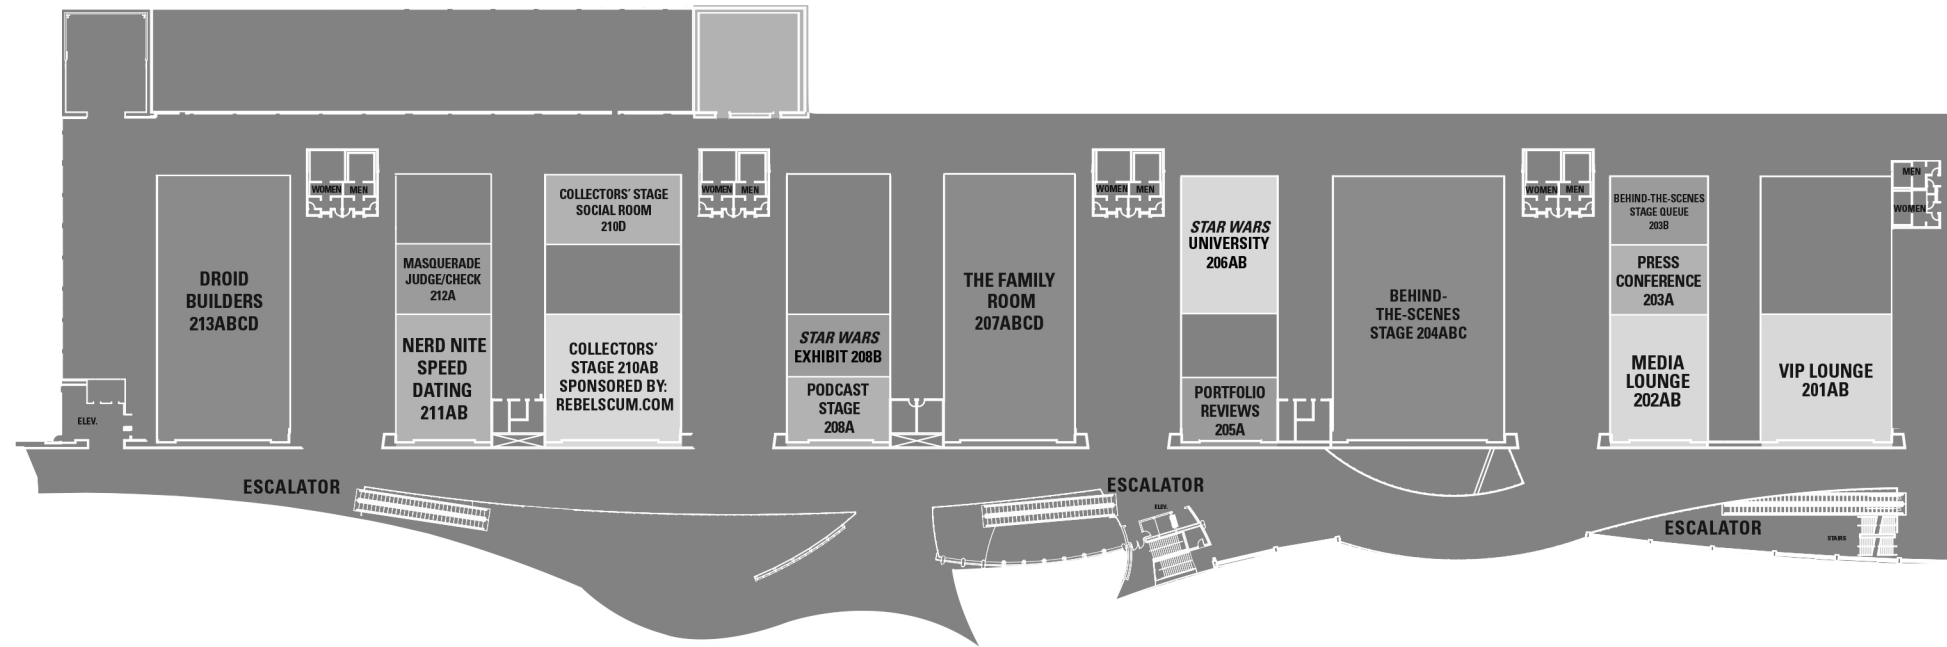 WOMEN MEN
WOMEN MEN
WOMEN MEN
WOMEN MEN
MEN
WOMEN
DROID
BUILDERS
213ABCD
MASQUERADE
JUDGE/CHECK
212A
NERD NITE
SPEED
DATING
211AB
COLLECTORS’ STAGE
SOCIAL ROOM
210D
COLLECTORS’
STAGE 210AB
SPONSORED BY:
REBELSCUM.COM
STAR WARS
EXHIBIT 208B
PODCAST
STAGE
208A
THE FAMILY
ROOM
207ABCD
STAR WARS
UNIVERSITY
206AB
PORTFOLIO
REVIEWS
205A
BEHIND-
THE-SCENES
STAGE 204ABC
BEHIND-THE-SCENES
STAGE QUEUE
203B
PRESS
CONFERENCE
203A
MEDIA
LOUNGE
202AB
VIP LOUNGE
201AB
ELEV.
ESCALATOR
ESCALATOR
ELEV.
ESCALATOR
STAIRS